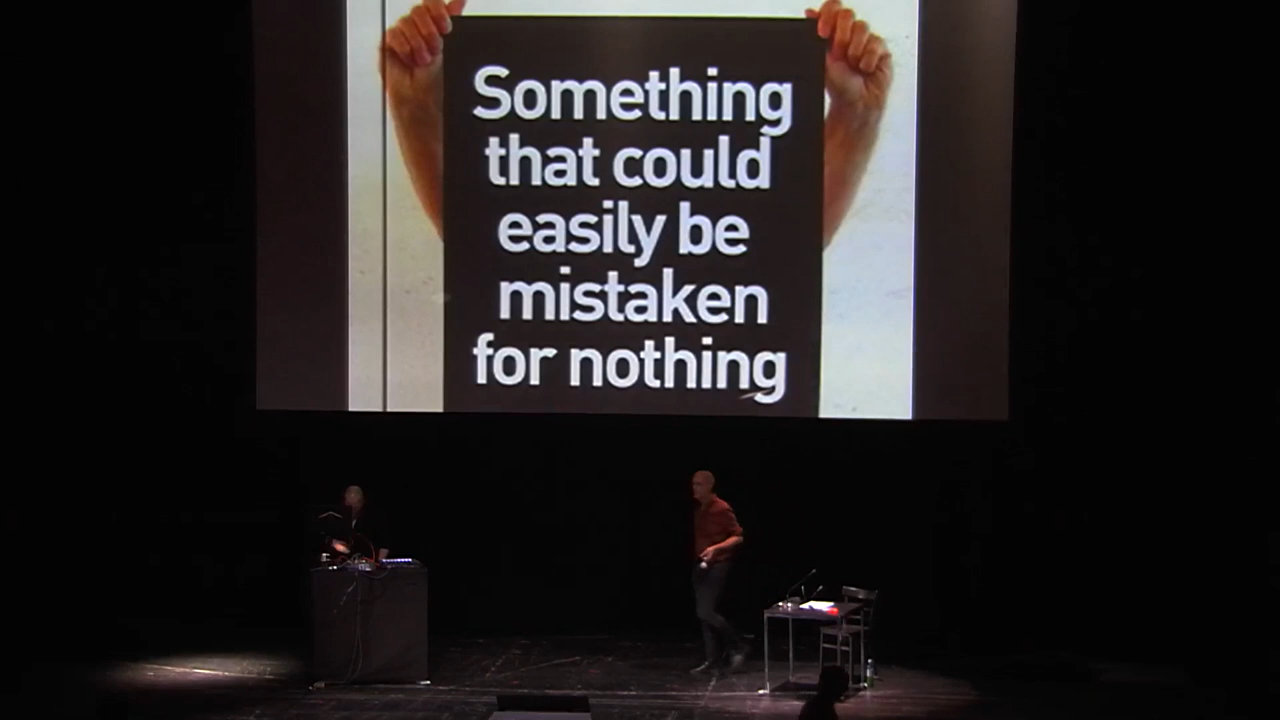 Something
that could
easily be
mistaken
for nothing